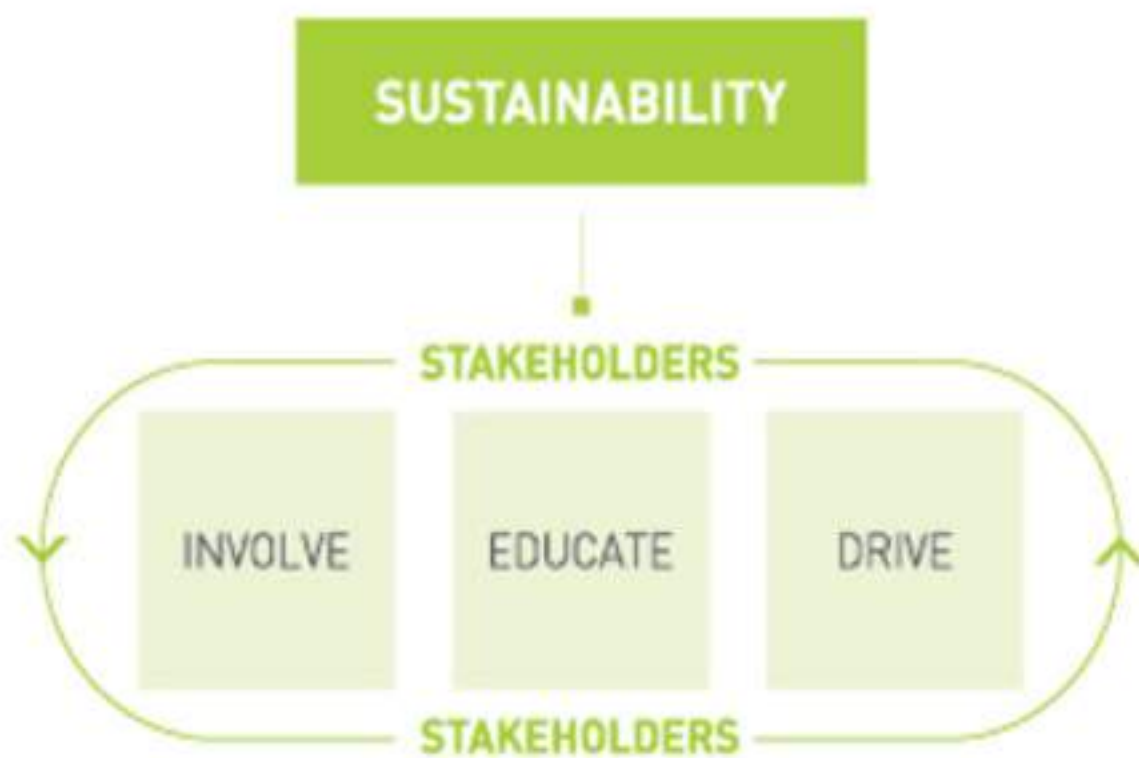 SUSTAINABILITY
STAKEHOLDERS
INVOLVE EDUCATE DRIVE
STAKEHOLDERS